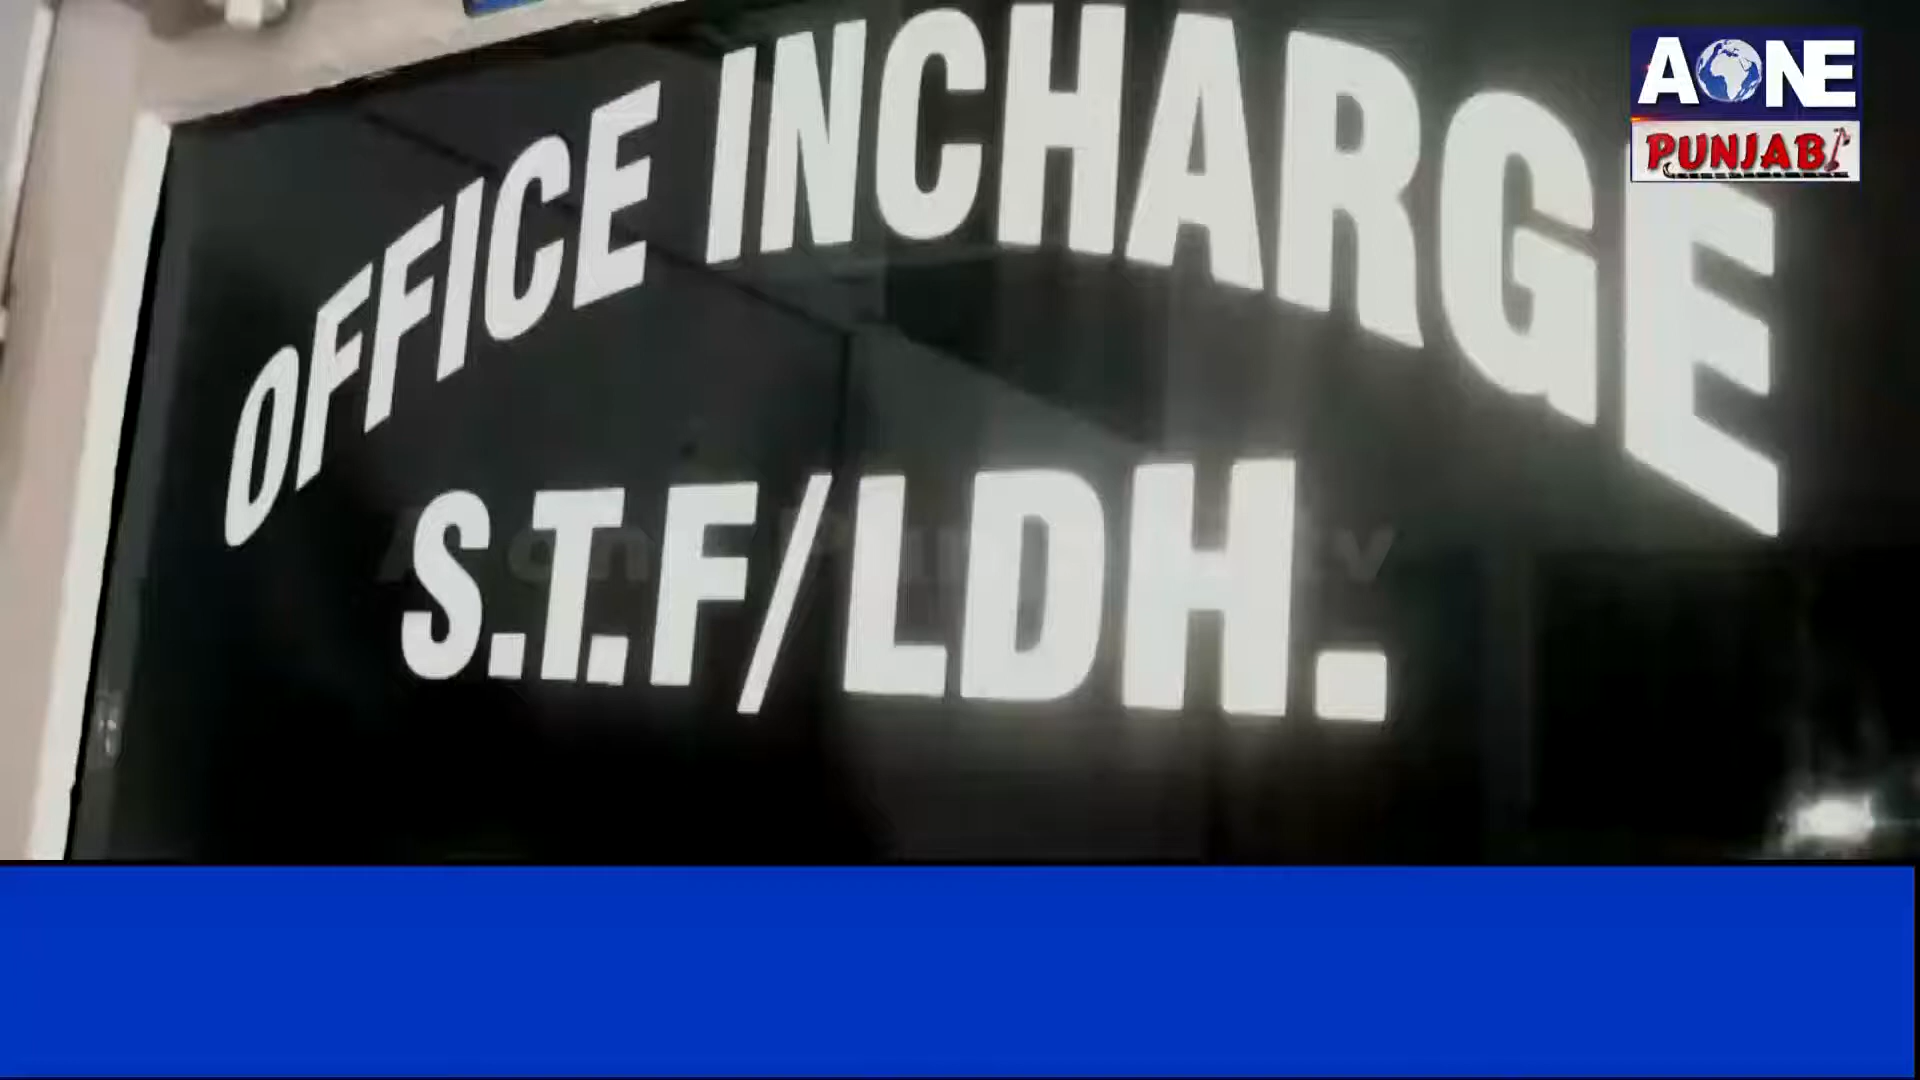 OFFICE INCHARGE
S.T.F/LDH.
AONE
PUNJABI